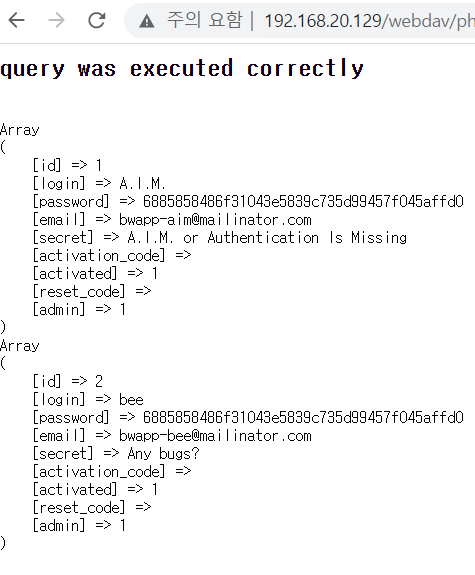 주의 요함 | 192.168.20.129/webdav/ph
query was executed correctly
Array
(
[id] => 1
[login] => A.I.M.
[password] => 6885858486f31043e5839c735d99457f045affd0
[email] => bwapp-aim@mailinator.com
[secret] => A.I.M. or Authentication Is Missing
[activation_code] =>
[activated] => 1
[reset_code] =>
[admin] => 1
)
Array
(
[id] => 2
[login] => bee
[password] => 6885858486f31043e5839c735d99457f045affd0
[email] => bwapp-bee@mailinator.com
[secret] => Any bugs?
[activation_code] =>
[activated] => 1
[reset_code] =>
[admin] => 1
)